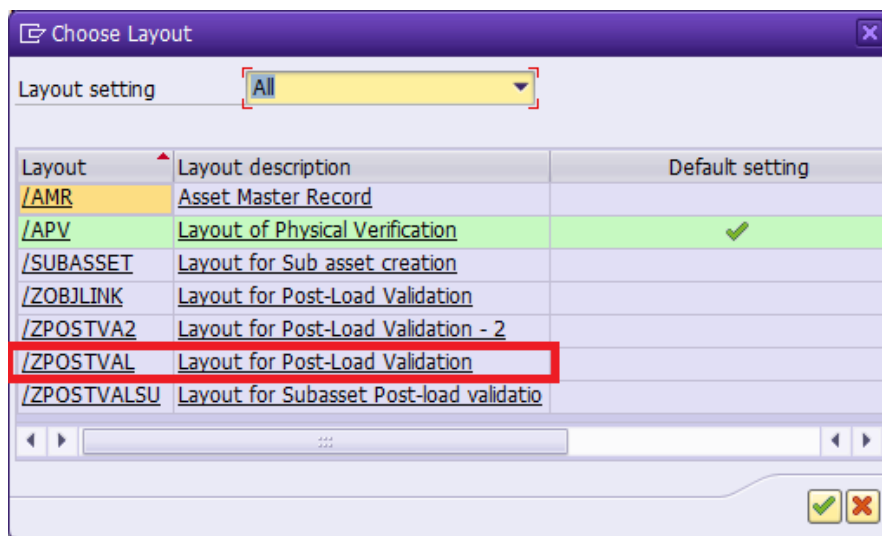 Choose Layout
Layout setting All
Layout Layout description Default setting
/AMR Asset Master Record
/APV Layout of Physical Verification
/SUBASSET Layout for Sub asset creation
/ZOBJLINK Layout for Post-Load Validation
/ZPOSTVA2 Layout for Post-Load Validation - 2
/ZPOSTVAL Layout for Post-Load Validation
/ZPOSTVALSU Layout for Subasset Post-load validatio